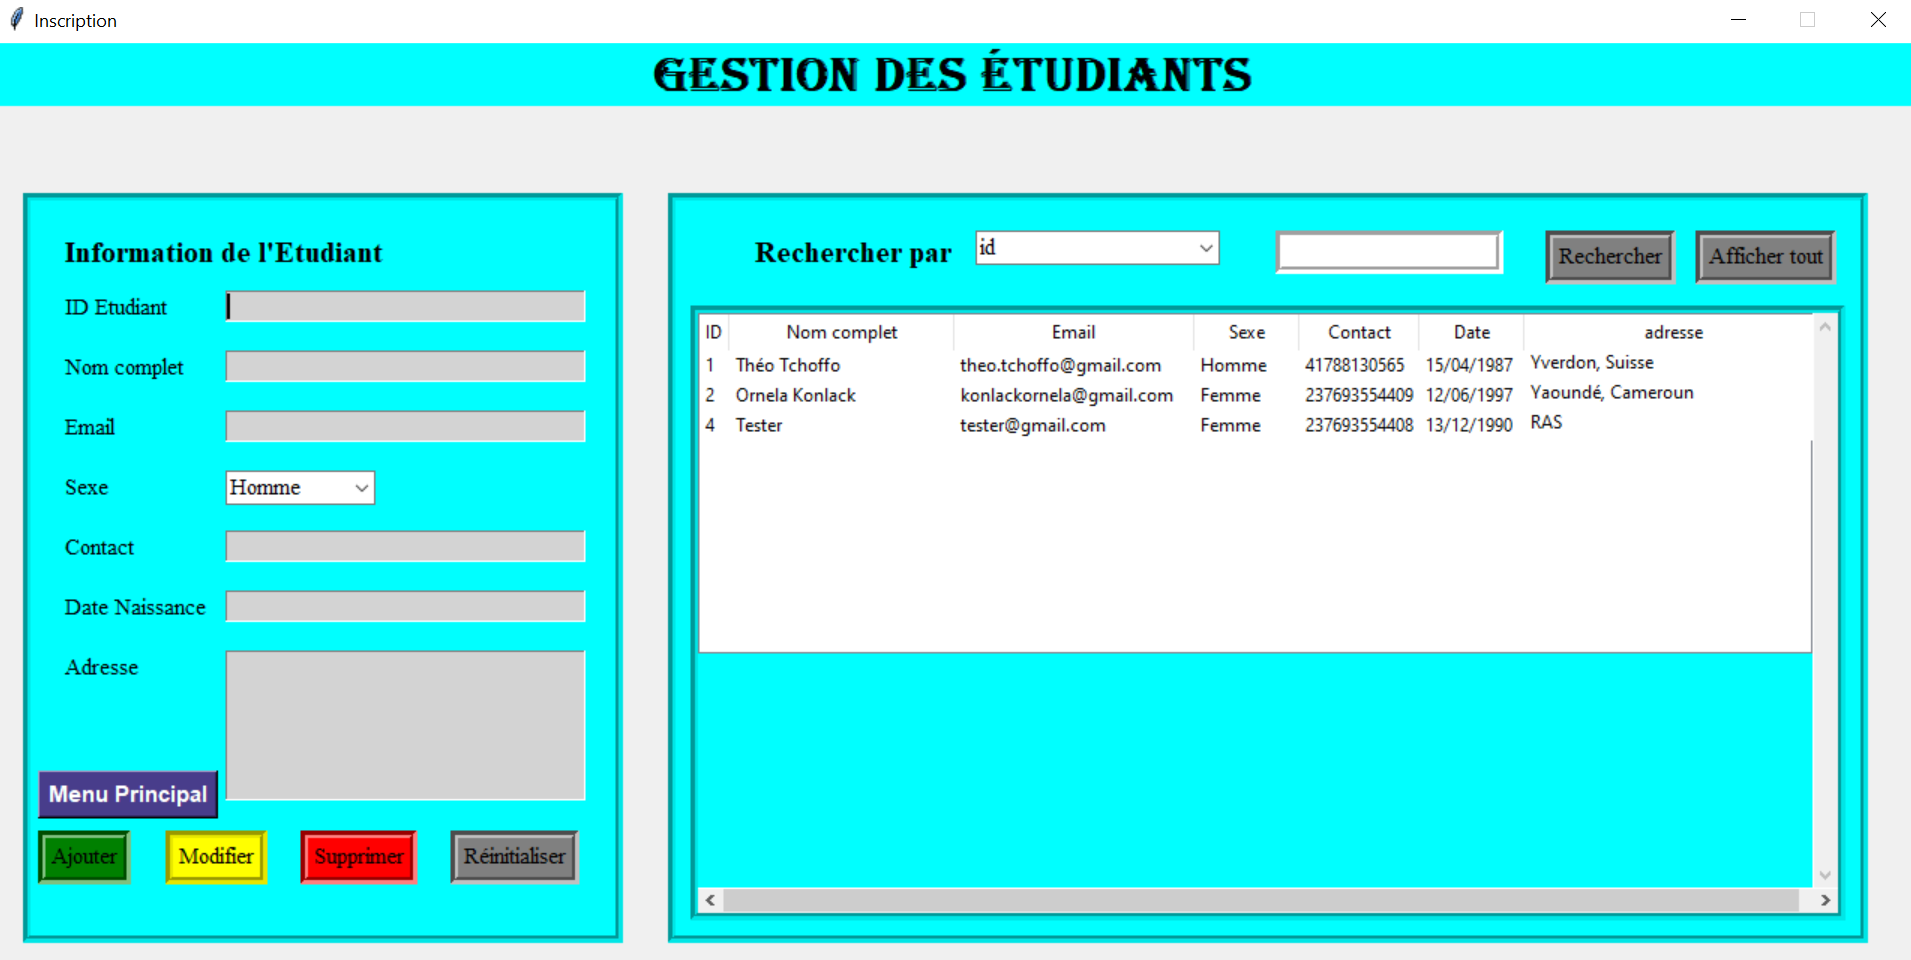 Inscription
GESTION DES ÉTUDIANTS
Information de l'Etudiant
ID Etudiant
Nom complet
Email
Sexe Homme
Contact
Date Naissance
Adresse
Menu Principal
Ajouter Modifier Supprimer Réinitialiser
Rechercher par id Rechercher Afficher tout
ID Nom complet Email Sexe Contact Date adresse
1 Théo Tchoffo theo.tchoffo@gmail.com Homme 41788130565 15/04/1987 Yverdon, Suisse
2 Ornela Konlack konlackornela@gmail.com Femme 237693554409 12/06/1997 Yaoundé, Cameroun
4 Tester tester@gmail.com Femme 237693554408 13/12/1990 RAS